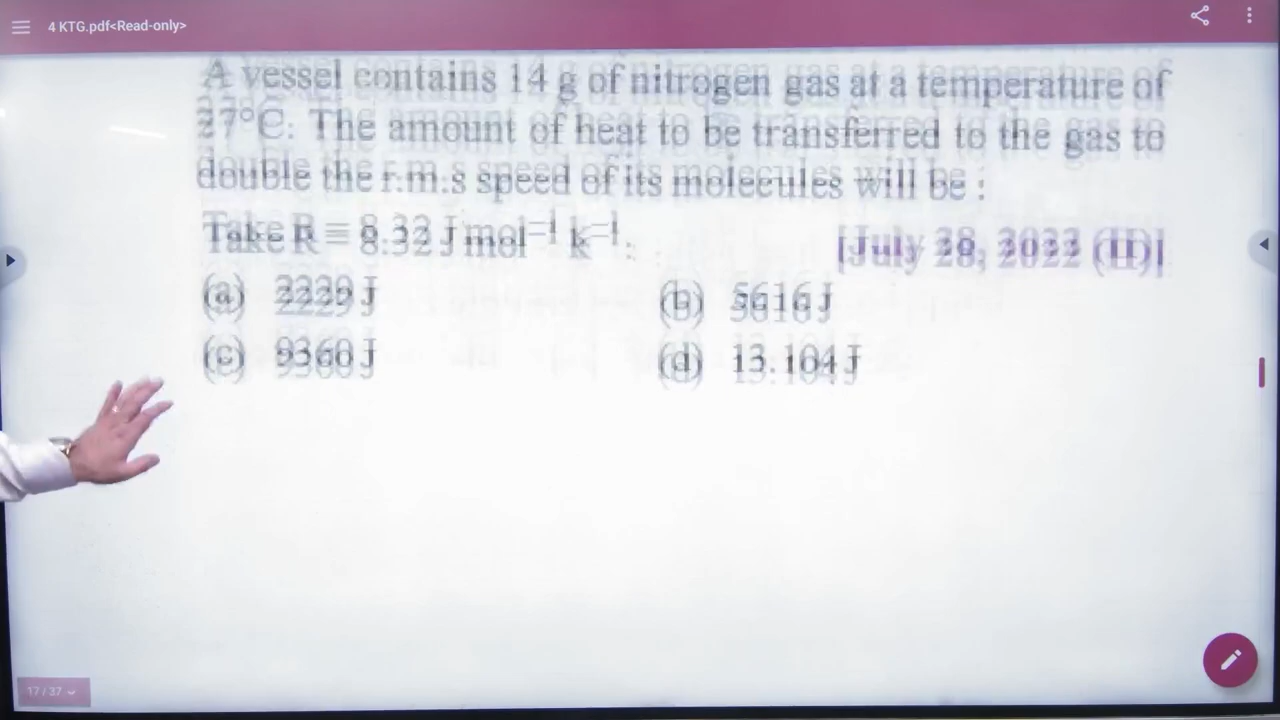 4 KTG.pdf<Read-only>
A vessel contains 14 g of nitrogen gas at a temperature of
27°C. The amount of heat to be transferred to the gas to
double the r.m.s speed of its molecules will be :
Take R = 8.32 J mol⁻¹ k⁻¹.
[July 28, 2022 (II)]
(a) 2229 J (b) 5616 J
(c) 9360 J (d) 13.104 J
17 / 37